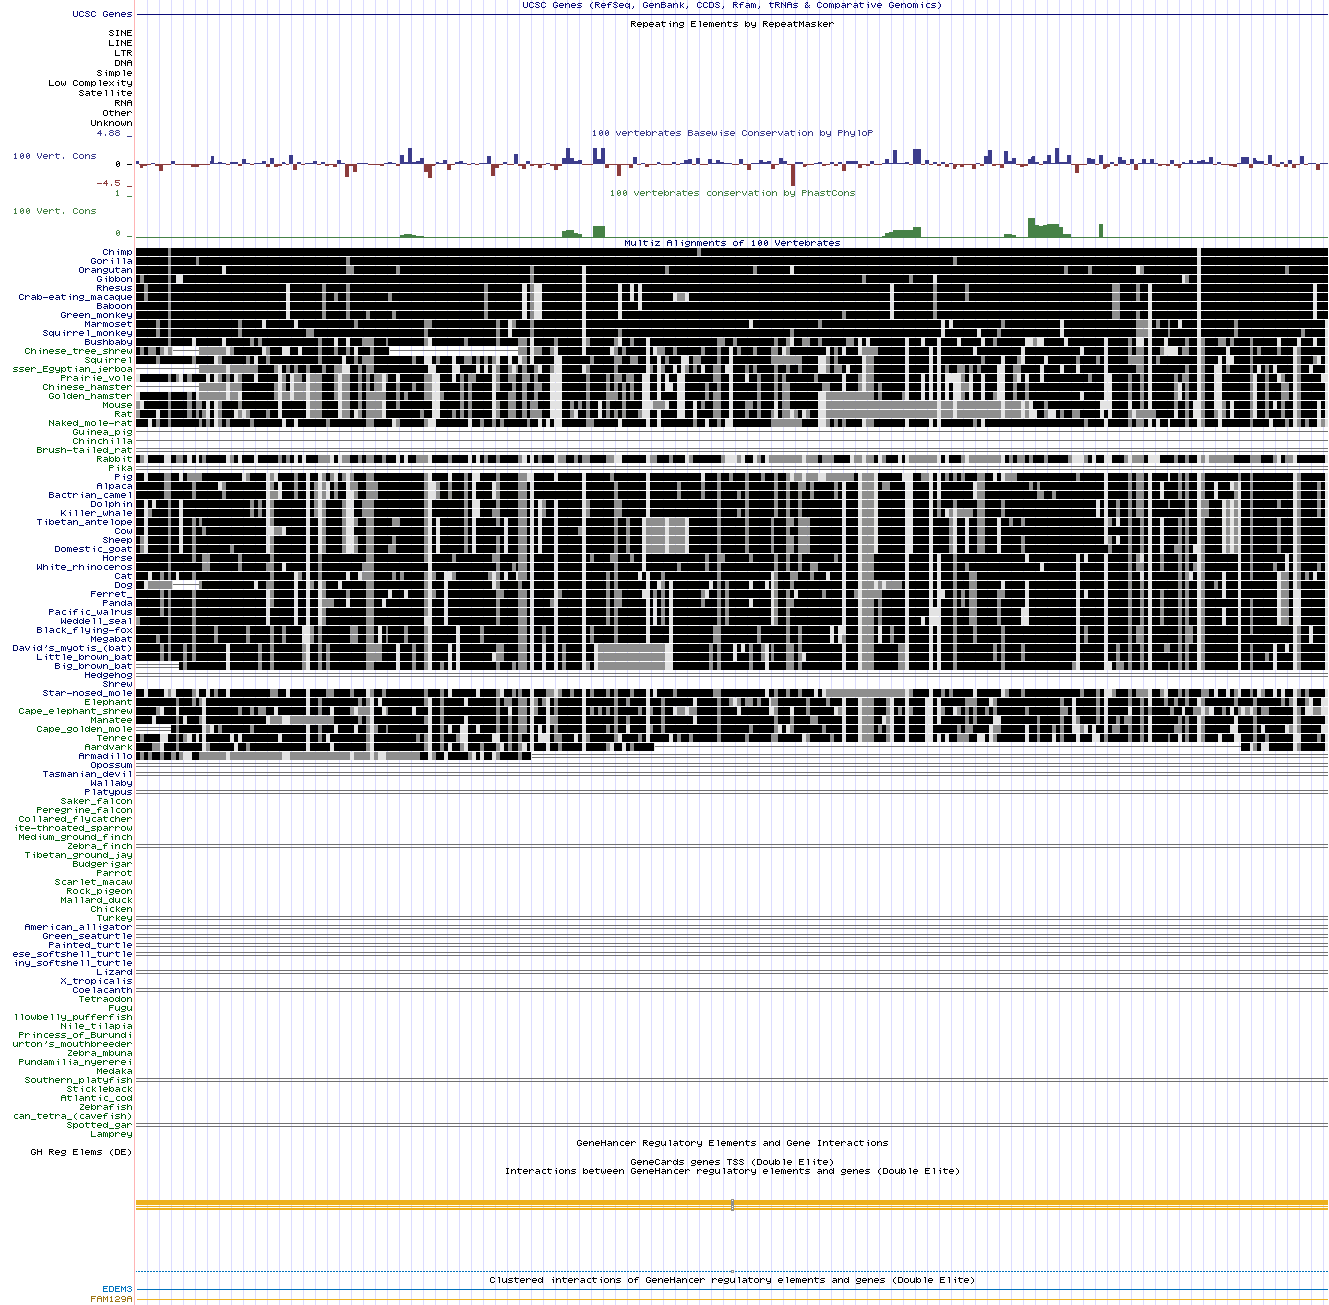 UCSC Genes (RefSeq, GenBank, CCDS, Rfam, tRNAs & Comparative Genomics)
UCSC Genes
Repeating Elements by RepeatMasker
SINE
LINE
LTR
DNA
Simple
Low Complexity
Satellite
RNA
Other
Unknown
100 vertebrates Basewise Conservation by PhyloP
4.88 _
100 Vert. Cons
0 -
-4.5 _
100 vertebrates conservation by PhastCons
1 _
100 Vert. Cons
0 _
Multiz Alignments of 100 Vertebrates
Chimp
Gorilla
Orangutan
Gibbon
Rhesus
Crab-eating_macaque
Baboon
Green_monkey
Marmoset
Squirrel_monkey
Bushbaby
Chinese_tree_shrew
Squirrel
sser_Egyptian_jerboa
Prairie_vole
Chinese_hamster
Golden_hamster
Mouse
Rat
Naked_mole-rat
Guinea_pig
Chinchilla
Brush-tailed_rat
Rabbit
Pika
Pig
Alpaca
Bactrian_camel
Dolphin
Killer_whale
Tibetan_antelope
Cow
Sheep
Domestic_goat
Horse
White_rhinoceros
Cat
Dog
Ferret_
Panda
Pacific_walrus
Weddell_seal
Black_flying-fox
Megabat
David's_myotis_(bat)
Little_brown_bat
Big_brown_bat
Hedgehog
Shrew
Star-nosed_mole
Elephant
Cape_elephant_shrew
Manatee
Cape_golden_mole
Tenrec
Aardvark
Armadillo
Opossum
Tasmanian_devil
Wallaby
Platypus
Saker_falcon
Peregrine_falcon
Collared_flycatcher
ite-throated_sparrow
Medium_ground_finch
Zebra_finch
Tibetan_ground_jay
Budgerigar
Parrot
Scarlet_macaw
Rock_pigeon
Mallard_duck
Chicken
Turkey
American_alligator
Green_seaturtle
Painted_turtle
ese_softshell_turtle
iny_softshell_turtle
Lizard
X_tropicalis
Coelacanth
Tetraodon
Fugu
llowbelly_pufferfish
Nile_tilapia
Princess_of_Burundi
urton's_mouthbreeder
Zebra_mbuna
Pundamilia_nyererei
Medaka
Southern_platyfish
Stickleback
Atlantic_cod
Zebrafish
can_tetra_(cavefish)
Spotted_gar
Lamprey
GeneHancer Regulatory Elements and Gene Interactions
GH Reg Elems (DE)
GeneCards genes TSS (Double Elite)
Interactions between GeneHancer regulatory elements and genes (Double Elite)
Clustered interactions of GeneHancer regulatory elements and genes (Double Elite)
EDEM3
FAM129A